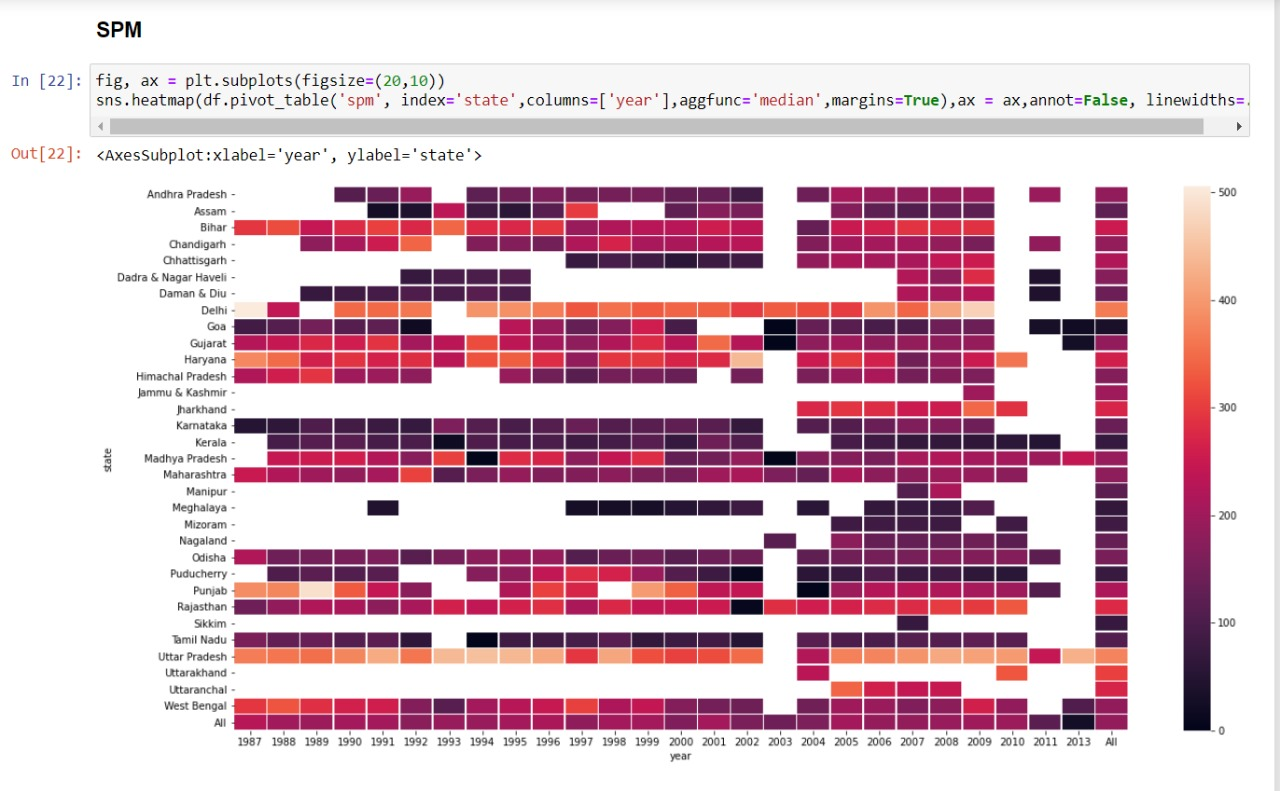 SPM
In [22]: fig, ax = plt.subplots(figsize=(20,10))
sns.heatmap(df.pivot_table('spm', index='state',columns=['year'],aggfunc='median',margins=True),ax = ax,annot=False, linewidths=.
Out[22]: <AxesSubplot:xlabel='year', ylabel='state'>
Andhra Pradesh
Assam
Bihar
Chandigarh
Chhattisgarh
Dadra & Nagar Haveli
Daman & Diu
Delhi
Goa
Gujarat
Haryana
Himachal Pradesh
Jammu & Kashmir
Jharkhand
Karnataka
Kerala
Madhya Pradesh
Maharashtra
Manipur
Meghalaya
Mizoram
Nagaland
Odisha
Puducherry
Punjab
Rajasthan
Sikkim
Tamil Nadu
Uttar Pradesh
Uttarakhand
Uttaranchal
West Bengal
All
state
1987 1988 1989 1990 1991 1992 1993 1994 1995 1996 1997 1998 1999 2000 2001 2002 2003 2004 2005 2006 2007 2008 2009 2010 2011 2013 All
year
500
400
300
200
100
0